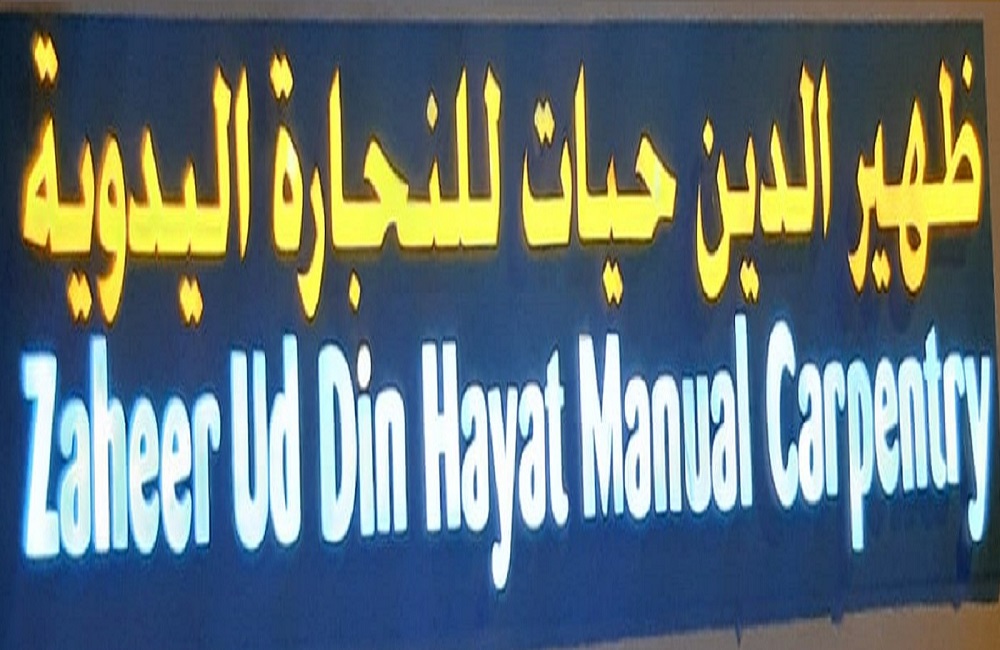 ظهير الدين حيات للنجارة اليدوية
Zaheer Ud Din Hayat Manual Carpentry